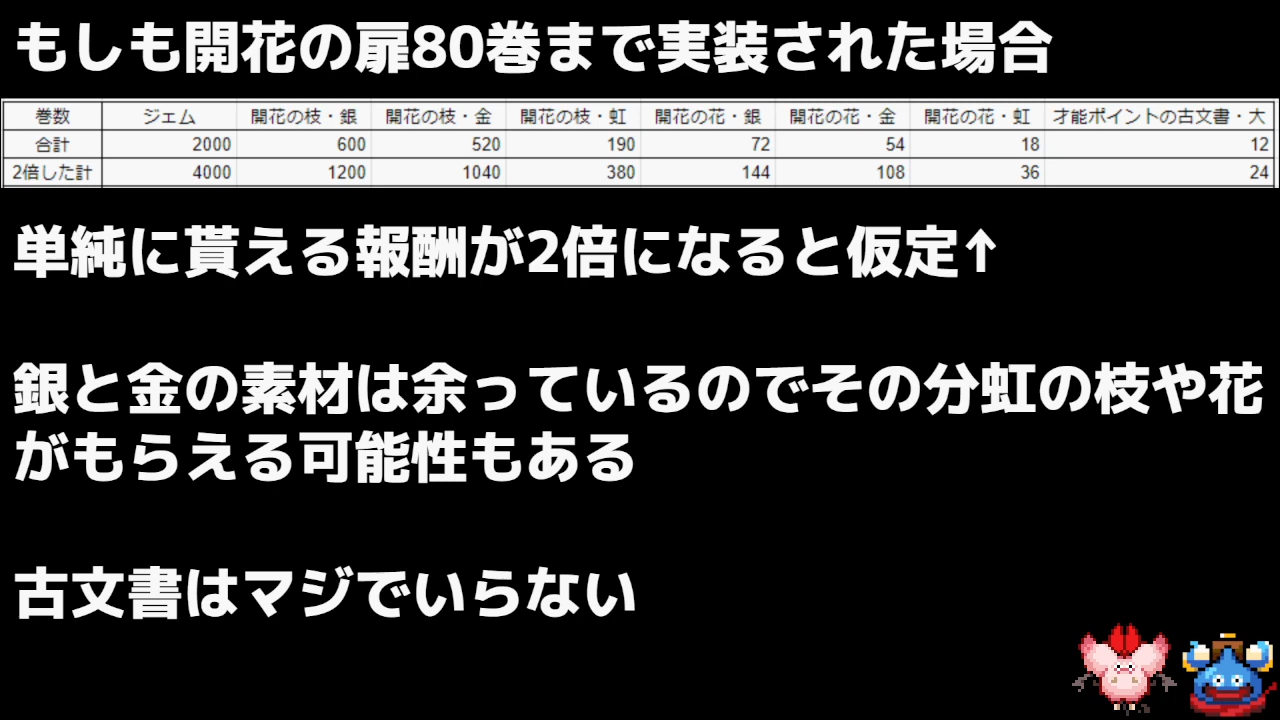 もしも開花の扉80巻まで実装された場合
巻数 ジェム 開花の枝・銀 開花の枝・金 開花の枝・虹 開花の花・銀 開花の花・金 開花の花・虹 才能ポイントの古文書・大
合計 2000 600 520 190 72 54 18 12
2倍した計 4000 1200 1040 380 144 108 36 24
単純に貰える報酬が2倍になると仮定↑
銀と金の素材は余っているのでその分虹の枝や花
がもらえる可能性もある
古文書はマジでいらない